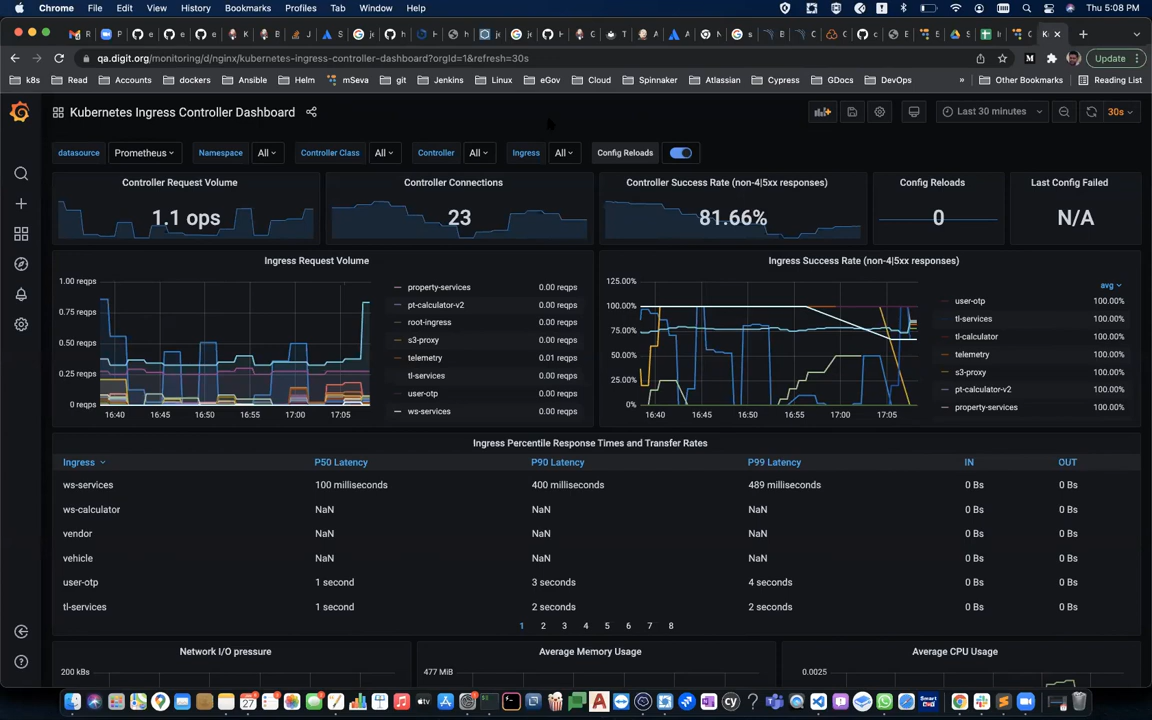 Chrome File Edit View History Bookmarks Profiles Tab Window Help Thu 5:08 PM
qa.digit.org/monitoring/d/nginx/kubernetes-ingress-controller-dashboard?orgId=1&refresh=30s Update
k8s Read Accounts dockers Ansible Helm mSeva git Jenkins Linux eGov Cloud Spinnaker Atlassian Cypress GDocs DevOps » Other Bookmarks Reading List
Kubernetes Ingress Controller Dashboard Last 30 minutes 30s
datasource Prometheus Namespace All Controller Class All Controller All Ingress All Config Reloads
Controller Request Volume Controller Connections Controller Success Rate (non-4|5xx responses) Config Reloads Last Config Failed
1.1 ops 23 81.66% 0 N/A
Ingress Request Volume
1.00 reqps
0.75 reqps
0.50 reqps
0.25 reqps
0 reqps
16:40 16:45 16:50 16:55 17:00 17:05
property-services 0.00 reqps
pt-calculator-v2 0.00 reqps
root-ingress 0.00 reqps
s3-proxy 0.00 reqps
telemetry 0.01 reqps
tl-services 0.00 reqps
user-otp 0.00 reqps
ws-services 0.00 reqps
Ingress Success Rate (non-4|5xx responses)
125.00%
100.00%
75.00%
50.00%
25.00%
0%
16:40 16:45 16:50 16:55 17:00 17:05
avg
user-otp 100.00%
tl-services 100.00%
tl-calculator 100.00%
telemetry 100.00%
s3-proxy 100.00%
pt-calculator-v2 100.00%
property-services 100.00%
Ingress Percentile Response Times and Transfer Rates
Ingress P50 Latency P90 Latency P99 Latency IN OUT
ws-services 100 milliseconds 400 milliseconds 489 milliseconds 0 Bs 0 Bs
ws-calculator NaN NaN NaN 0 Bs 0 Bs
vendor NaN NaN NaN 0 Bs 0 Bs
vehicle NaN NaN NaN 0 Bs 0 Bs
user-otp 1 second 3 seconds 4 seconds 0 Bs 0 Bs
tl-services 1 second 2 seconds 2 seconds 0 Bs 0 Bs
1 2 3 4 5 6 7 8
Network I/O pressure Average Memory Usage Average CPU Usage
200 kBs 477 MiB 0.0025